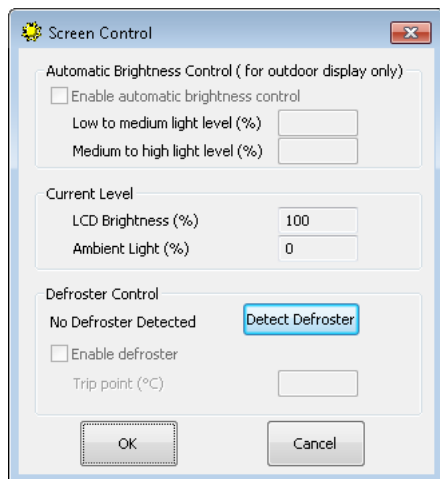 Screen Control
Automatic Brightness Control ( for outdoor display only)
Enable automatic brightness control
Low to medium light level (%)
Medium to high light level (%)
Current Level
LCD Brightness (%) 100
Ambient Light (%) 0
Defroster Control
No Defroster Detected Detect Defroster
Enable defroster
Trip point (°C)
OK Cancel